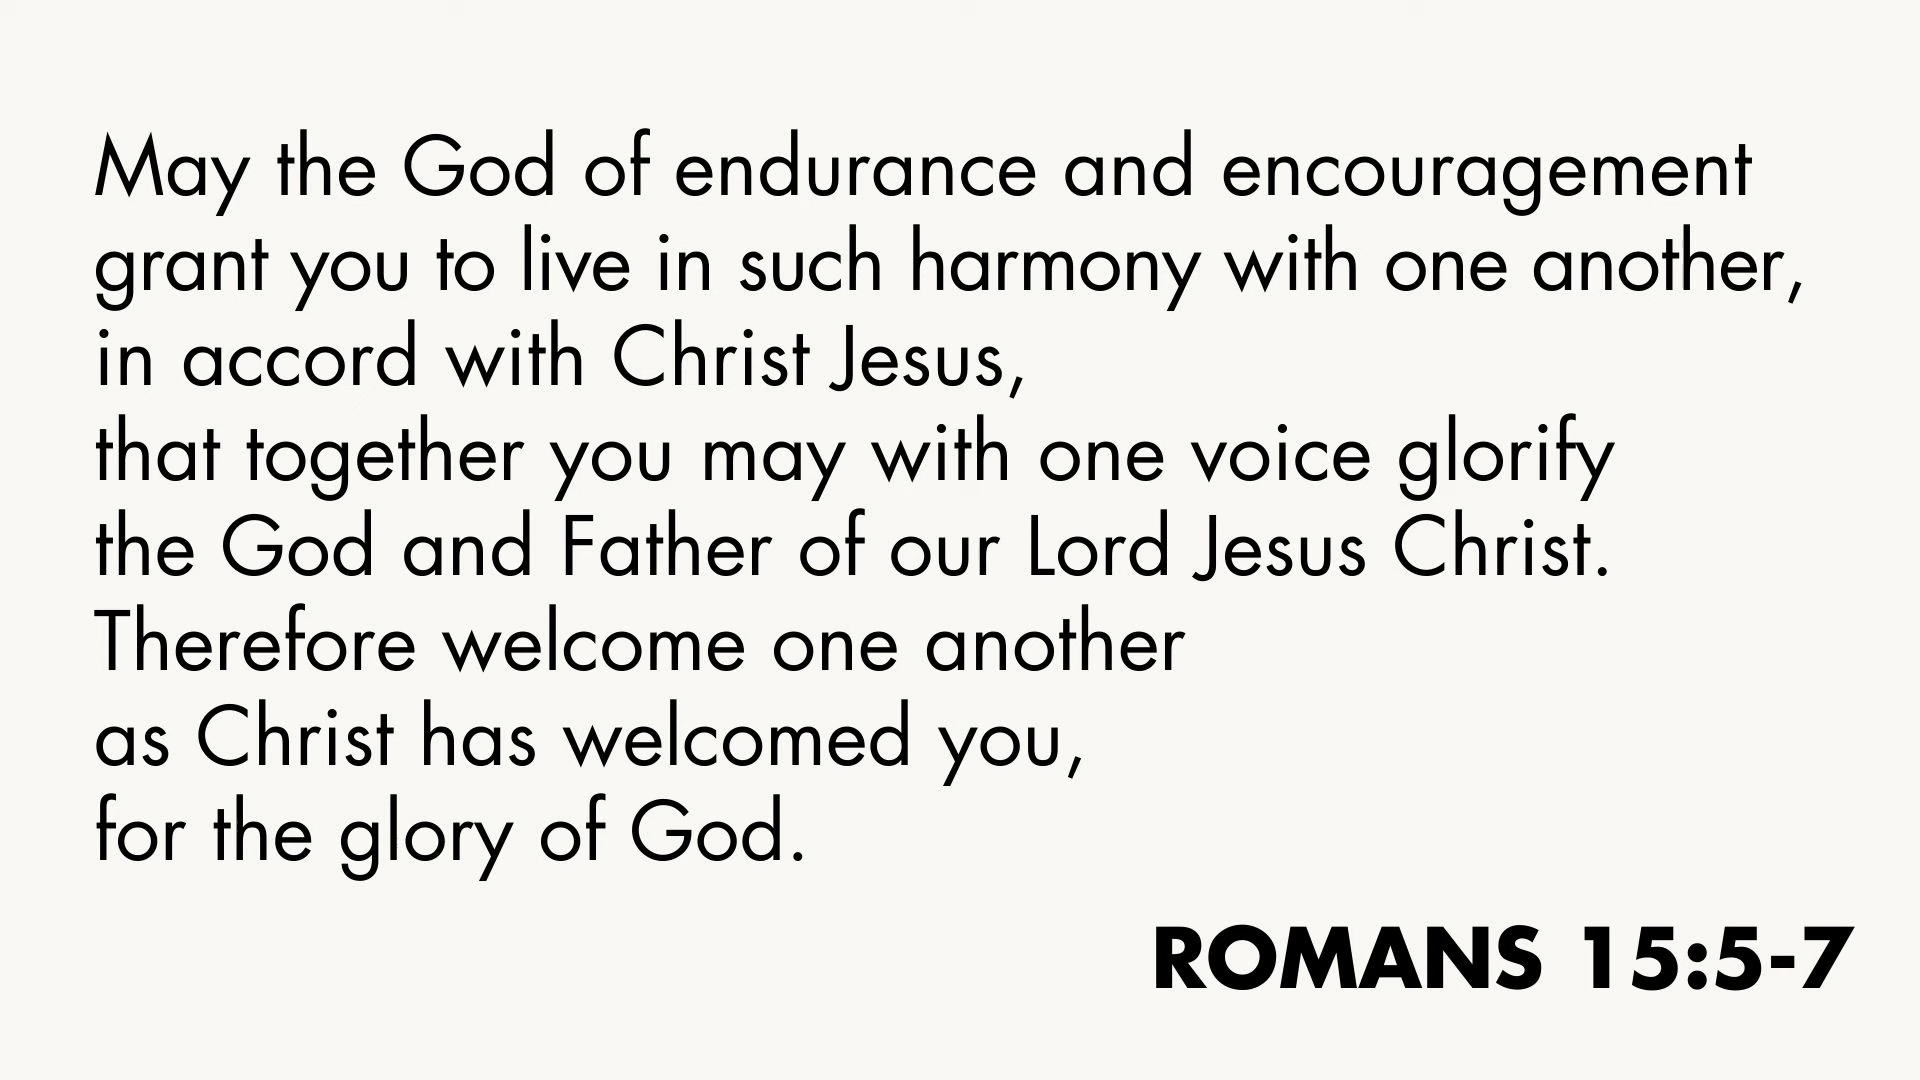 May the God of endurance and encouragement
grant you to live in such harmony with one another,
in accord with Christ Jesus,
that together you may with one voice glorify
the God and Father of our Lord Jesus Christ.
Therefore welcome one another
as Christ has welcomed you,
for the glory of God.
ROMANS 15:5-7